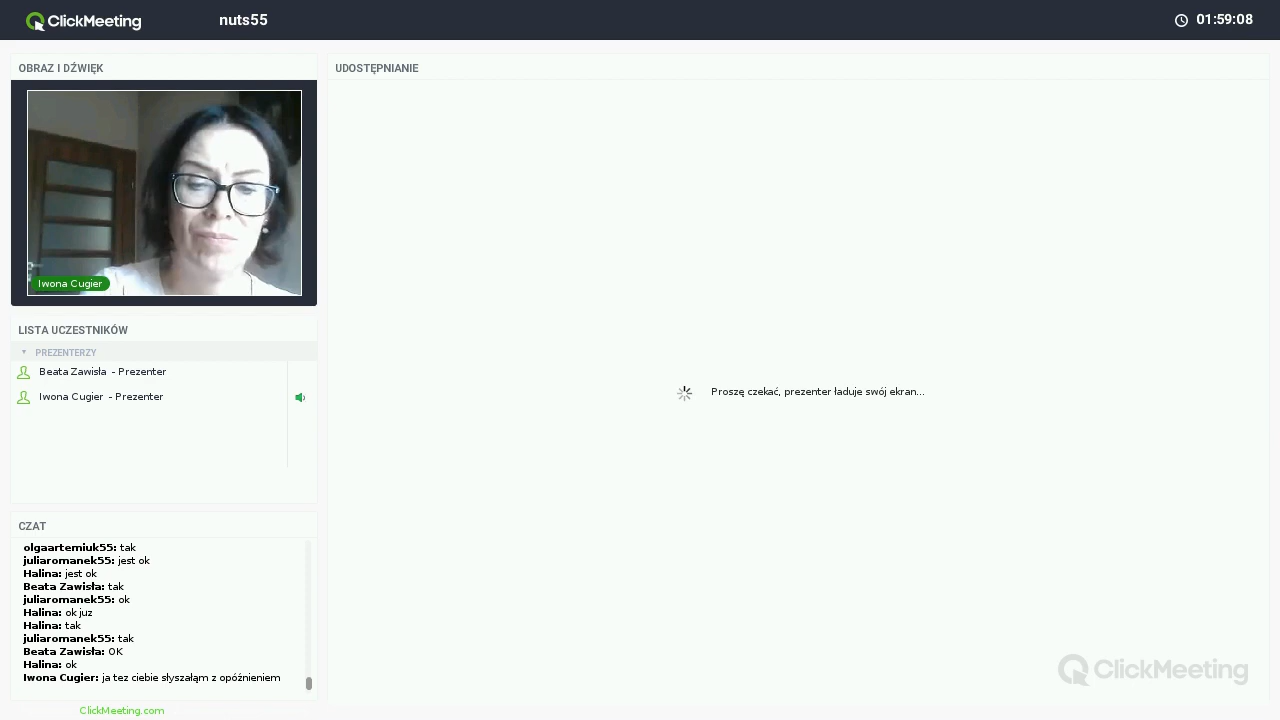 ClickMeeting
nuts55
01:59:08
OBRAZ I DŹWIĘK
Iwona Cugier
LISTA UCZESTNIKÓW
PREZENTERZY
Beata Zawisła - Prezenter
Iwona Cugier - Prezenter
CZAT
olgaartemiuk55: tak
juliaromanek55: jest ok
Halina: jest ok
Beata Zawisła: tak
juliaromanek55: ok
Halina: ok juz
Halina: tak
juliaromanek55: tak
Beata Zawisła: OK
Halina: ok
Iwona Cugier: ja tez ciebie słyszałąm z opóźnieniem
ClickMeeting.com
UDOSTĘPNIANIE
Proszę czekać, prezenter ładuje swój ekran...
ClickMeeting